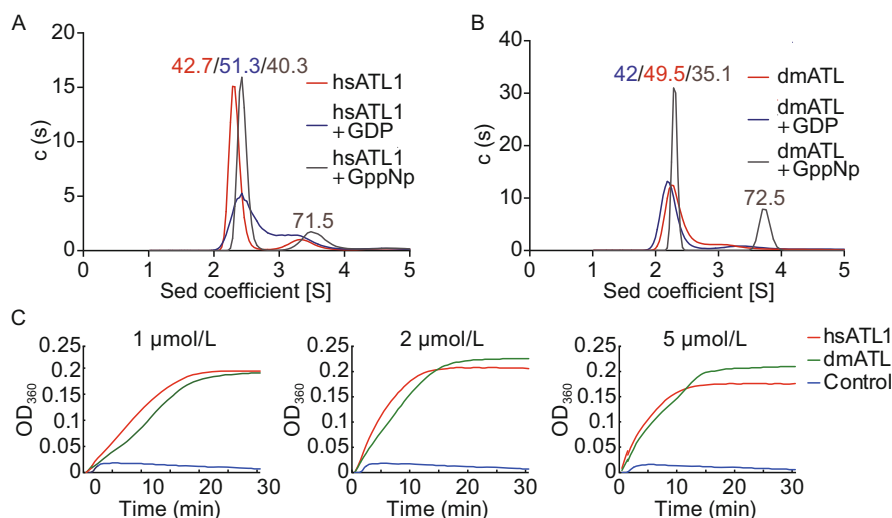 A
20
15
10
5
0
c (s)
0 1 2 3 4 5
Sed coefficient [S]
42.7/51.3/40.3
71.5
hsATL1
hsATL1
+GDP
hsATL1
+GppNp
B
40
30
20
10
0
c (s)
0 1 2 3 4 5
Sed coefficient [S]
42/49.5/35.1
72.5
dmATL
dmATL
+GDP
dmATL
+GppNp
C
1 µmol/L
0.25
0.2
0.15
0.1
0.05
0
OD360
0 10 20 30
Time (min)
2 µmol/L
0.25
0.2
0.15
0.1
0.05
0
OD360
0 10 20 30
Time (min)
5 µmol/L
0.25
0.2
0.15
0.1
0.05
0
OD360
0 10 20 30
Time (min)
hsATL1
dmATL
Control